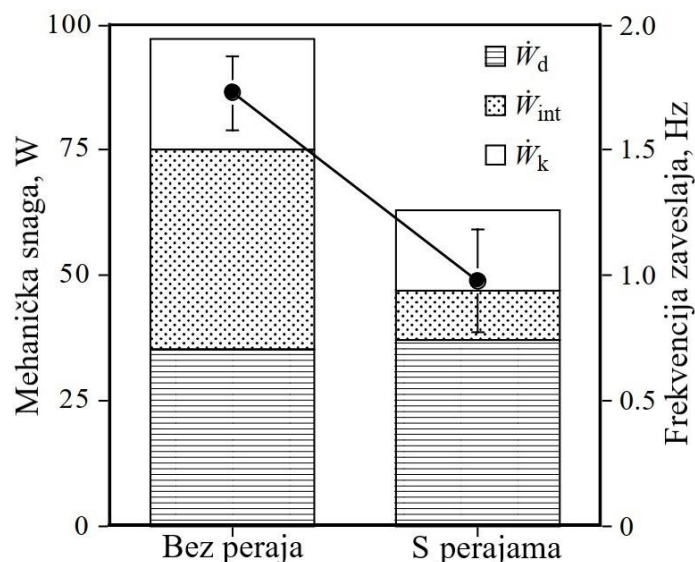 100
75
50
25
0
Mehanička snaga, W
Ẇd
Ẇint
Ẇk
2.0
1.5
1.0
0.5
0
Frekvencija zaveslaja, Hz
Bez peraja
S perajama